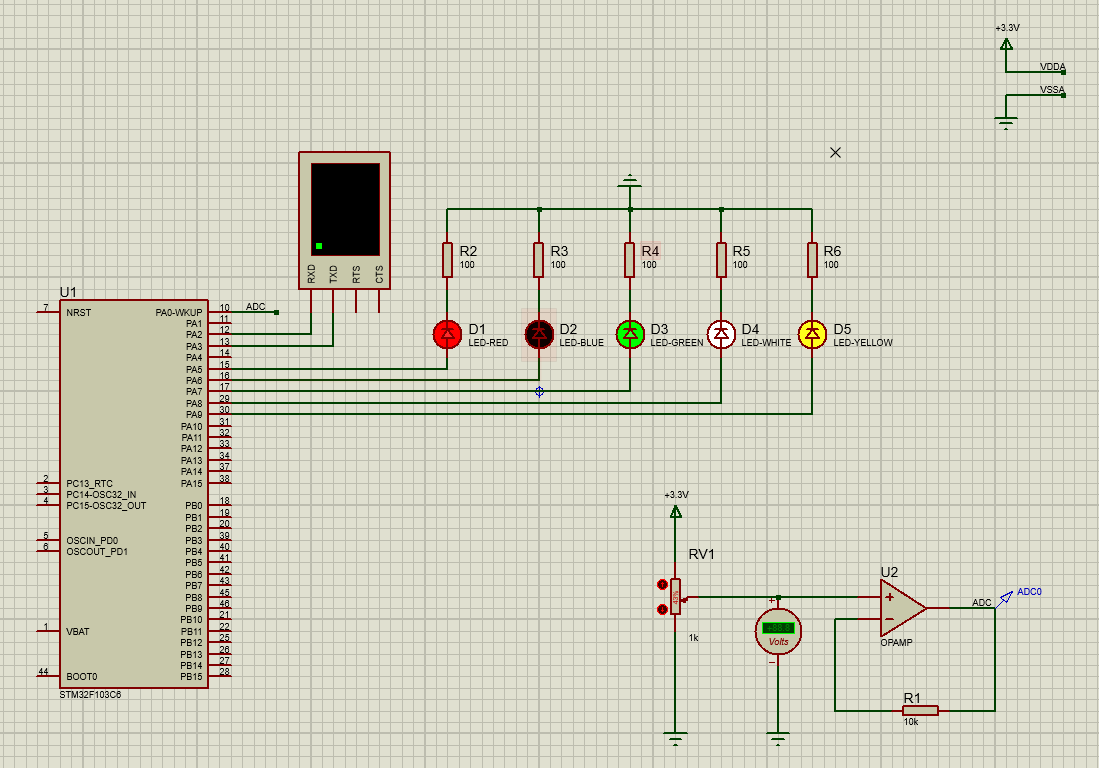 +3.3V
VDDA
VSSA
RXD
TXD
RTS
CTS
R2
100
R3
100
R4
100
R5
100
R6
100
D1
LED-RED
D2
LED-BLUE
D3
LED-GREEN
D4
LED-WHITE
D5
LED-YELLOW
U1
7 NRST
PA0-WKUP 10 ADC
PA1 11
PA2 12
PA3 13
PA4 14
PA5 15
PA6 16
PA7 17
PA8 29
PA9 30
PA10 31
PA11 32
PA12 33
PA13 34
PA14 37
PA15 38
2 PC13_RTC
3 PC14-OSC32_IN
4 PC15-OSC32_OUT
PB0 18
PB1 19
PB2 20
PB3 39
PB4 40
PB5 41
PB6 42
PB7 43
PB8 45
PB9 46
PB10 21
PB11 22
PB12 25
PB13 26
PB14 27
PB15 28
5 OSCIN_PD0
6 OSCOUT_PD1
1 VBAT
44 BOOT0
STM32F103C6
+3.3V
RV1
1k
+
Volts
−
U2
+
−
OPAMP
ADC
ADC0
R1
10k